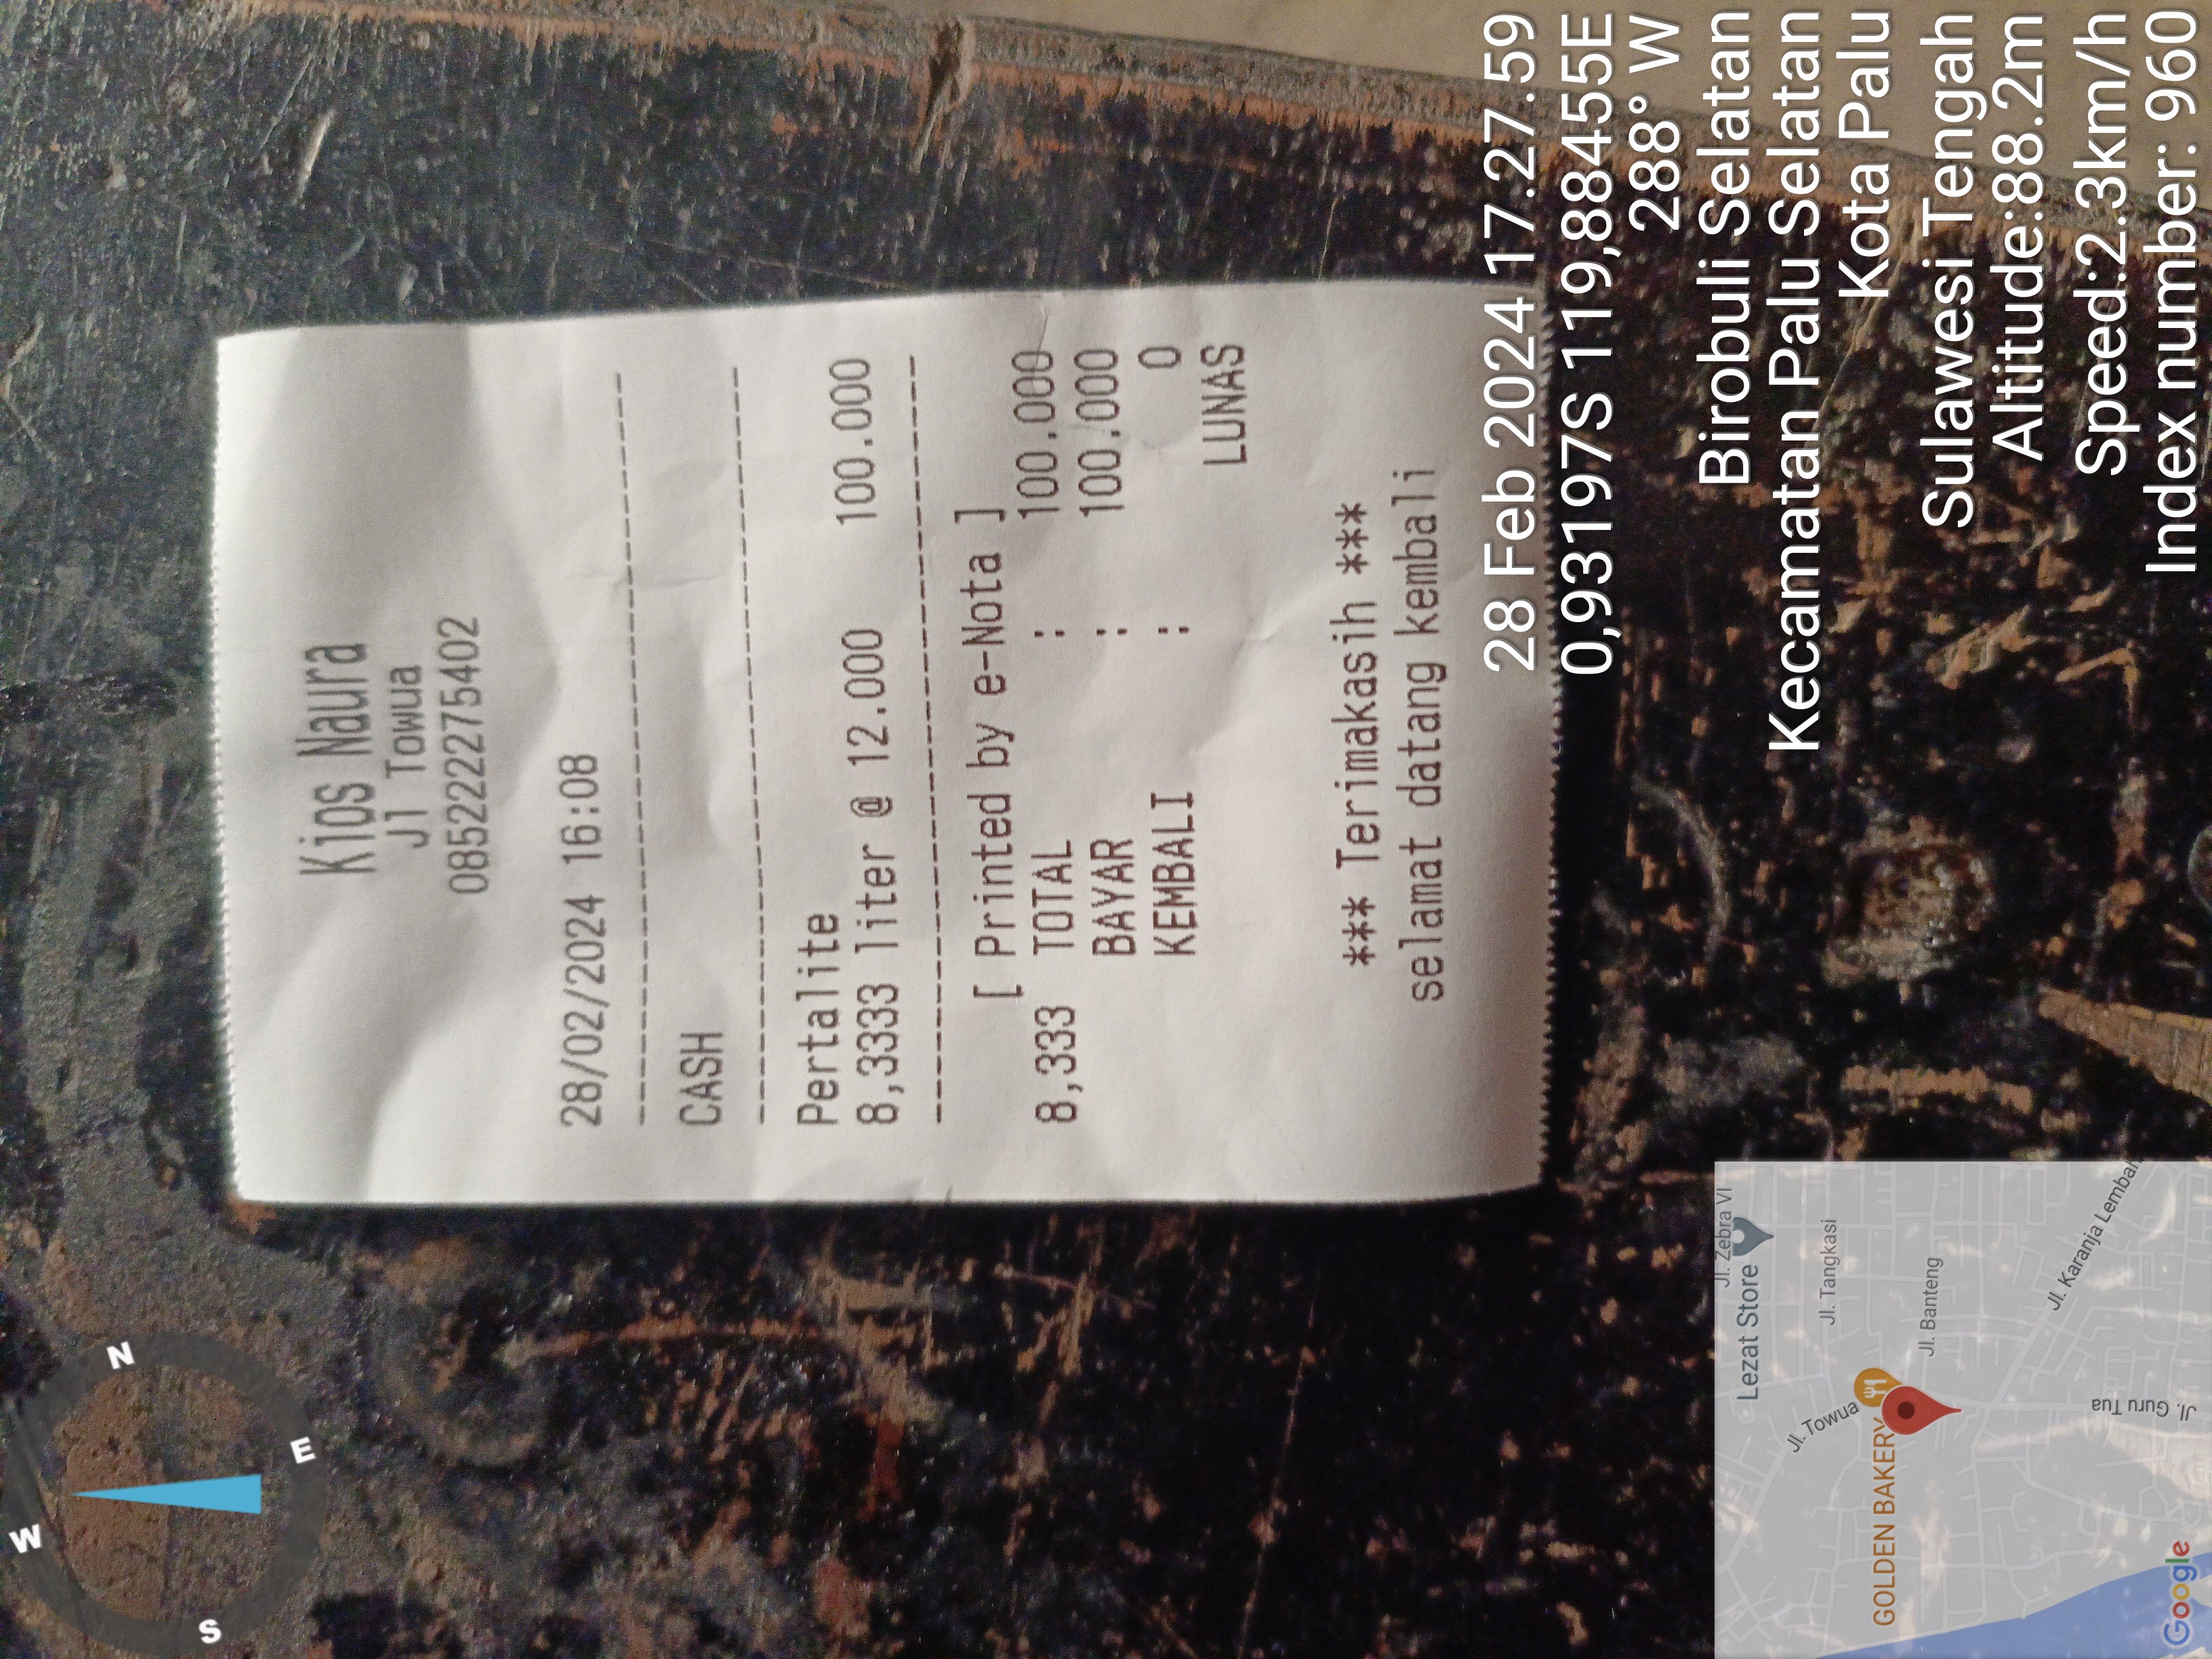 Kios Naura
Jl Towua
085222275402
28/02/2024 16:08
--------------------------------
CASH
--------------------------------
Pertalite
8,3333 liter @ 12.000 100.000
--------------------------------
[ Printed by e-Nota ]
8,333 TOTAL : 100.000
BAYAR : 100.000
KEMBALI : 0
LUNAS
*** Terimakasih ***
selamat datang kembali
28 Feb 2024 17.27.59
0,93197S 119,88455E
288° W
Birobuli Selatan
Kecamatan Palu Selatan
Kota Palu
Sulawesi Tengah
Altitude:88.2m
Speed:2.3km/h
Index number: 960
N
E
S
W
Jl. Zebra VI
Lezat Store
Jl. Tangkasi
Jl. Towua
GOLDEN BAKERY
Jl. Banteng
Jl. Karanja Lemba
Jl. Guru Tua
Google